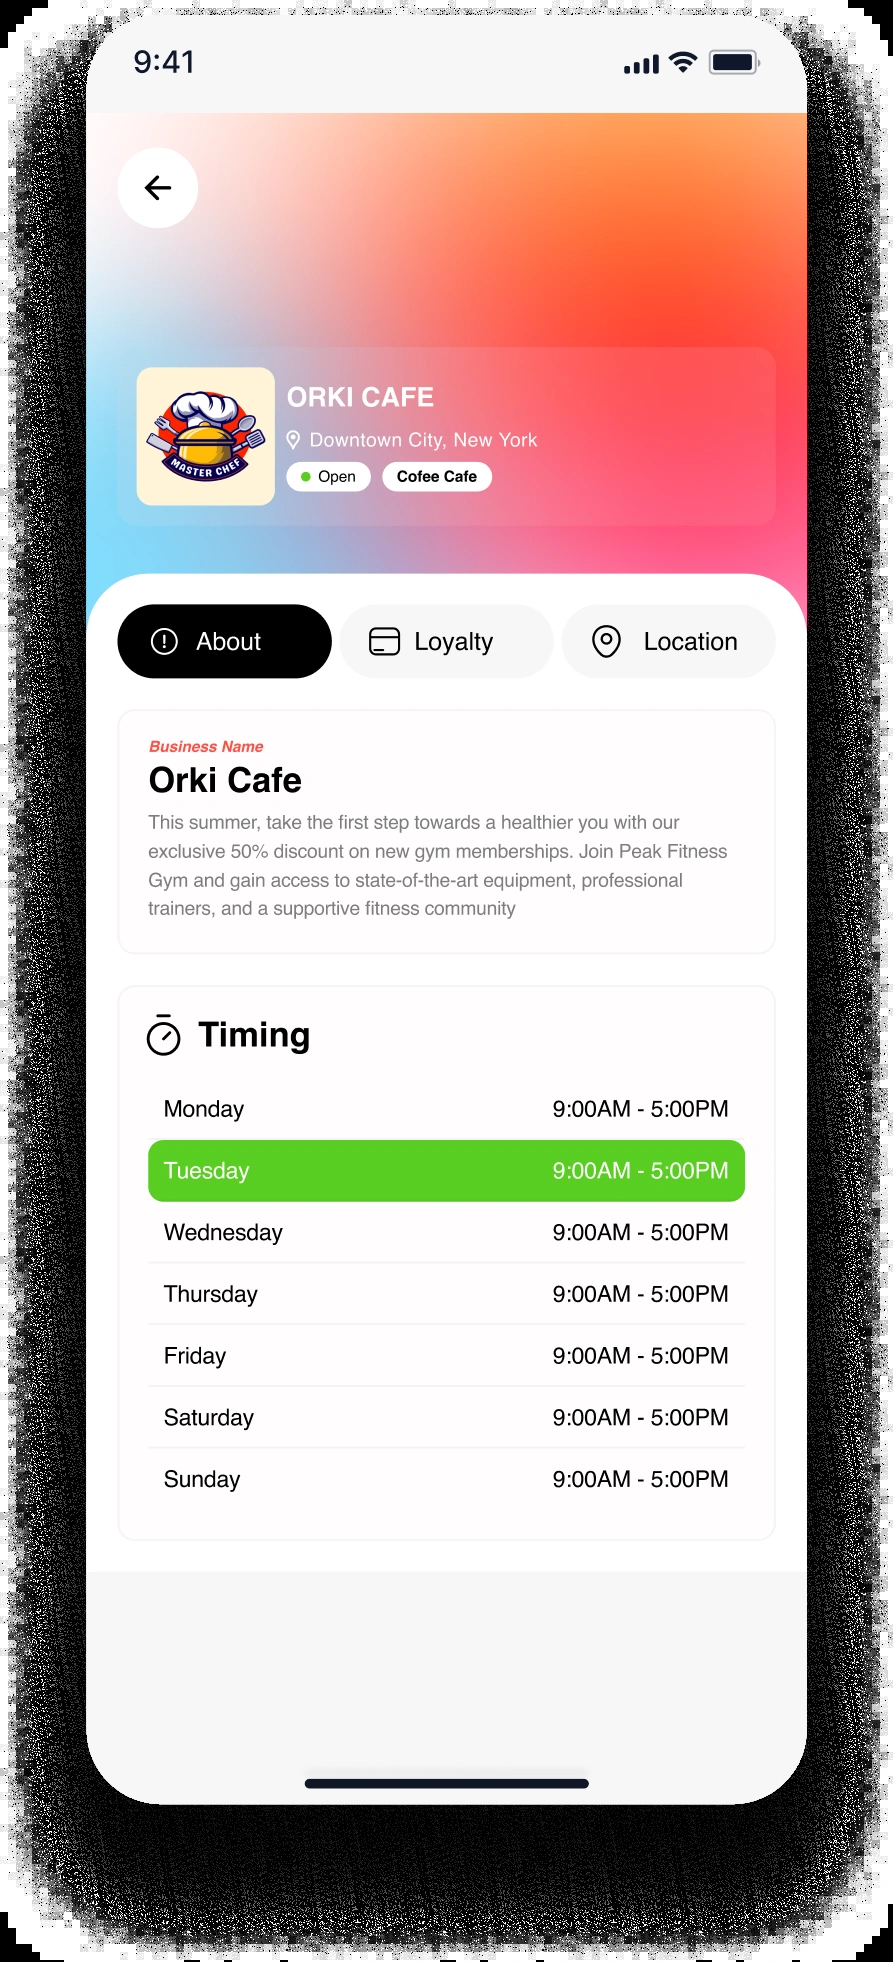 9:41
ORKI CAFE
Downtown City, New York
Open
Cofee Cafe
MASTER CHEF
About
Loyalty
Location
Business Name
Orki Cafe
This summer, take the first step towards a healthier you with our
exclusive 50% discount on new gym memberships. Join Peak Fitness
Gym and gain access to state-of-the-art equipment, professional
trainers, and a supportive fitness community
Timing
Monday 9:00AM - 5:00PM
Tuesday 9:00AM - 5:00PM
Wednesday 9:00AM - 5:00PM
Thursday 9:00AM - 5:00PM
Friday 9:00AM - 5:00PM
Saturday 9:00AM - 5:00PM
Sunday 9:00AM - 5:00PM